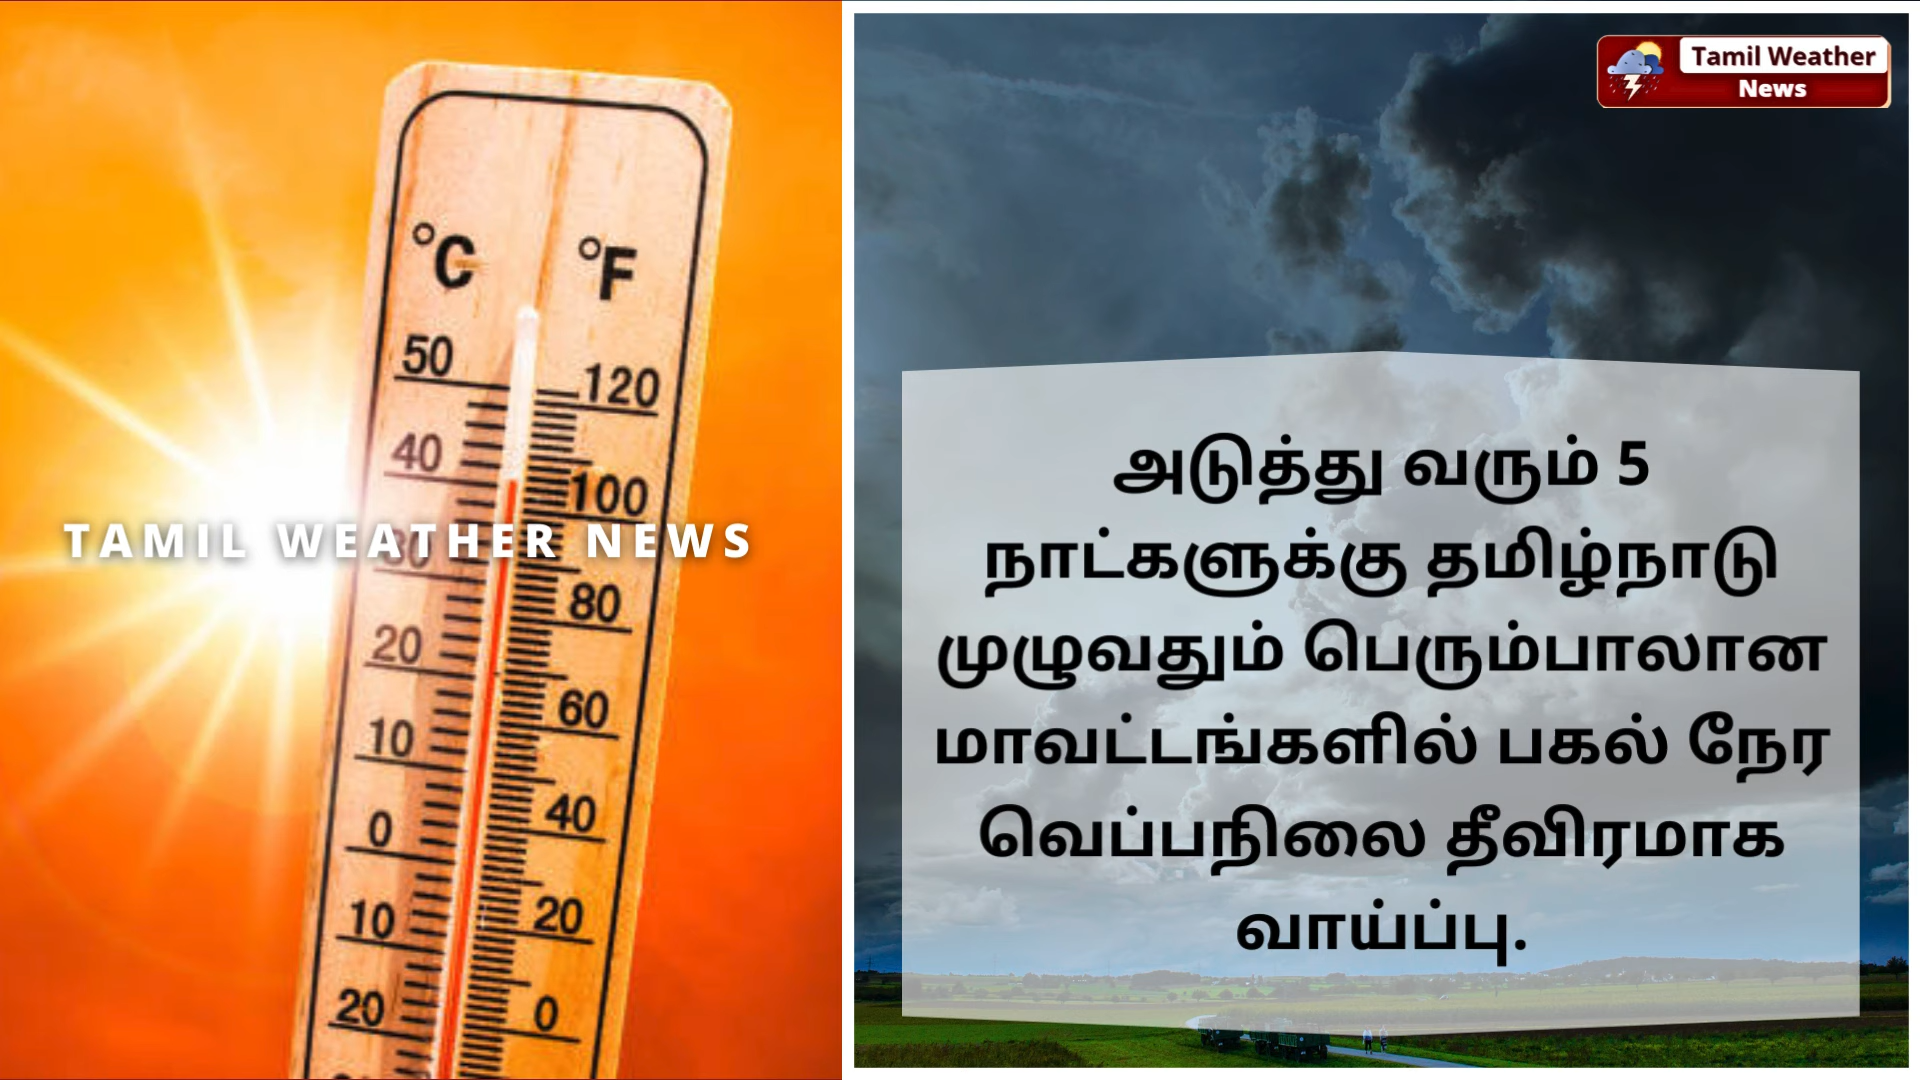 °C °F
50
120
40
100
TAMIL WEATHER NEWS
30
80
20
60
10
40
0
10
20
20
0
Tamil Weather
News
அடுத்து வரும் 5
நாட்களுக்கு தமிழ்நாடு
முழுவதும் பெரும்பாலான
மாவட்டங்களில் பகல் நேர
வெப்பநிலை தீவிரமாக
வாய்ப்பு.